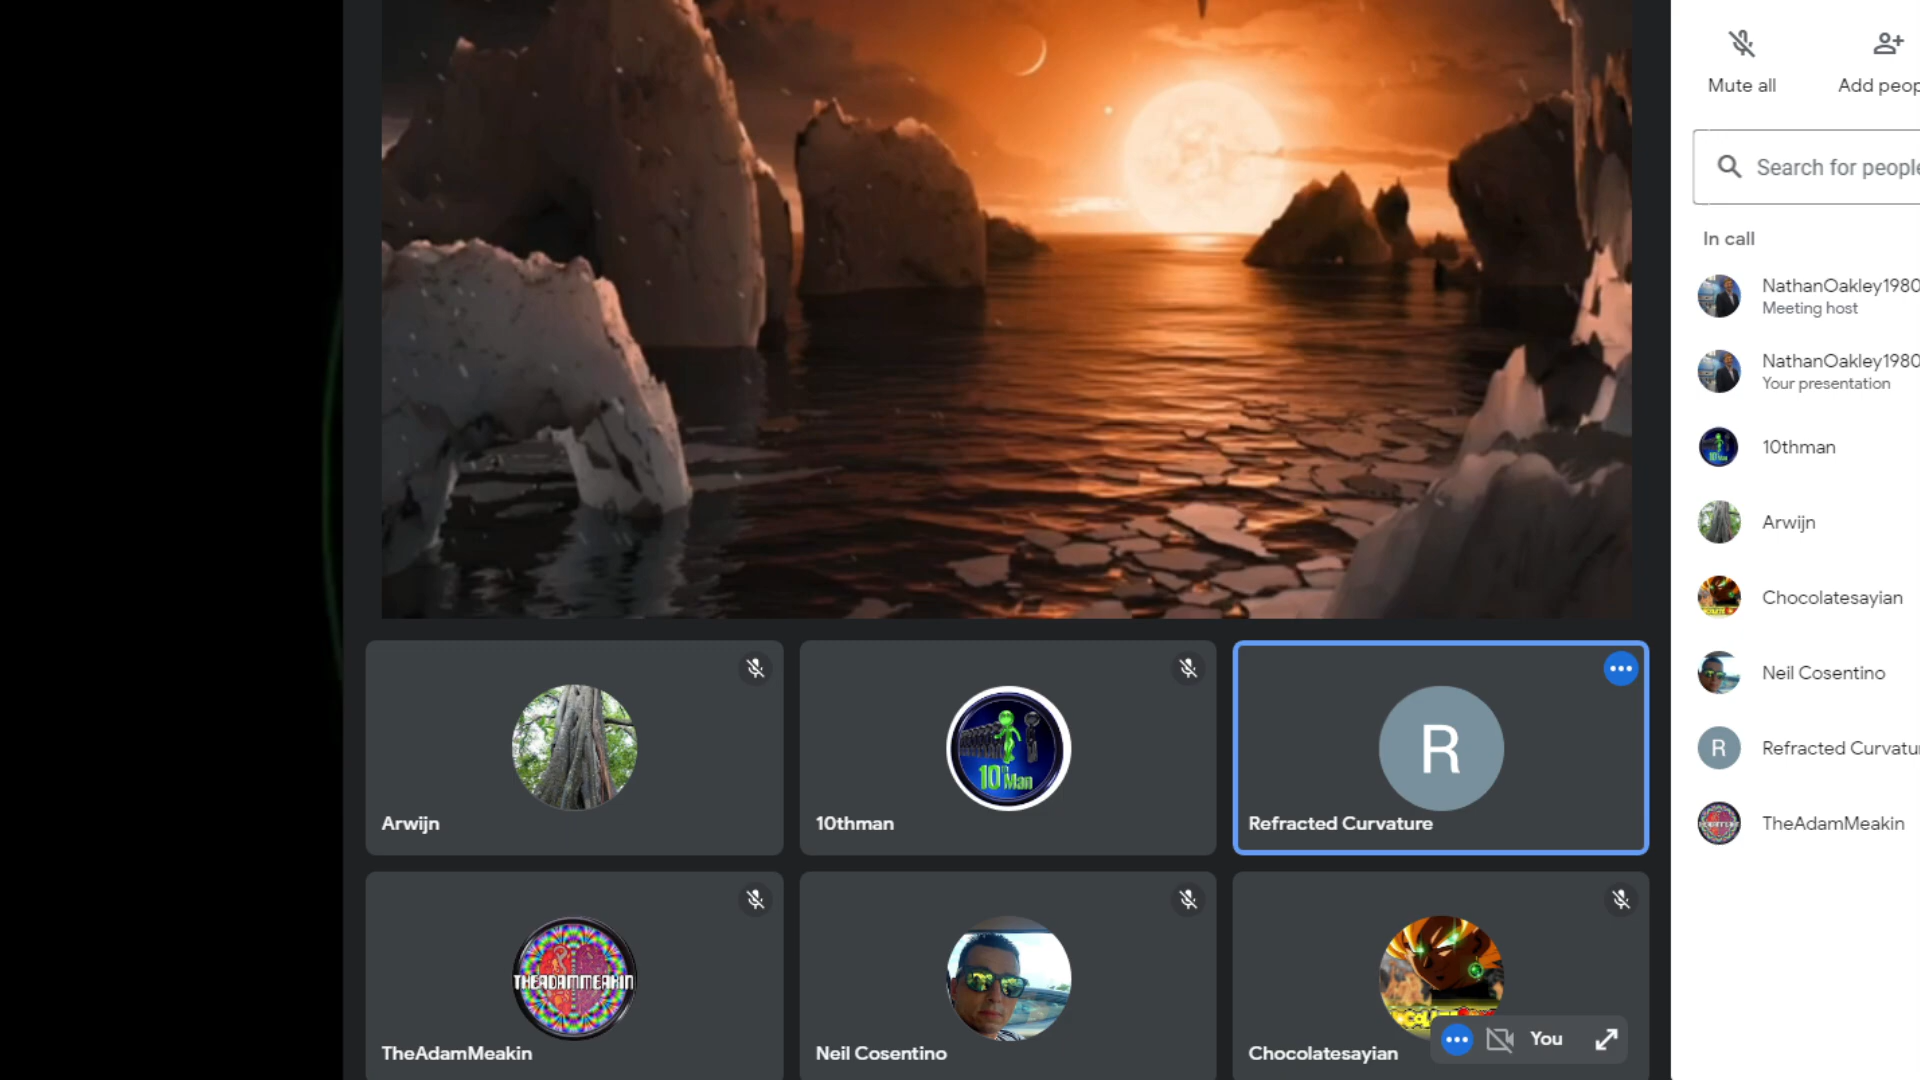 Mute all
Add peop
Search for people
In call
NathanOakley1980
Meeting host
NathanOakley1980
Your presentation
10thman
Arwijn
Chocolatesayian
Neil Cosentino
R
Refracted Curvatu
TheAdamMeakin
Arwijn
10th Man
10thman
R
Refracted Curvature
THEADAMMEAKIN
TheAdamMeakin
Neil Cosentino
Chocolatesayian
You